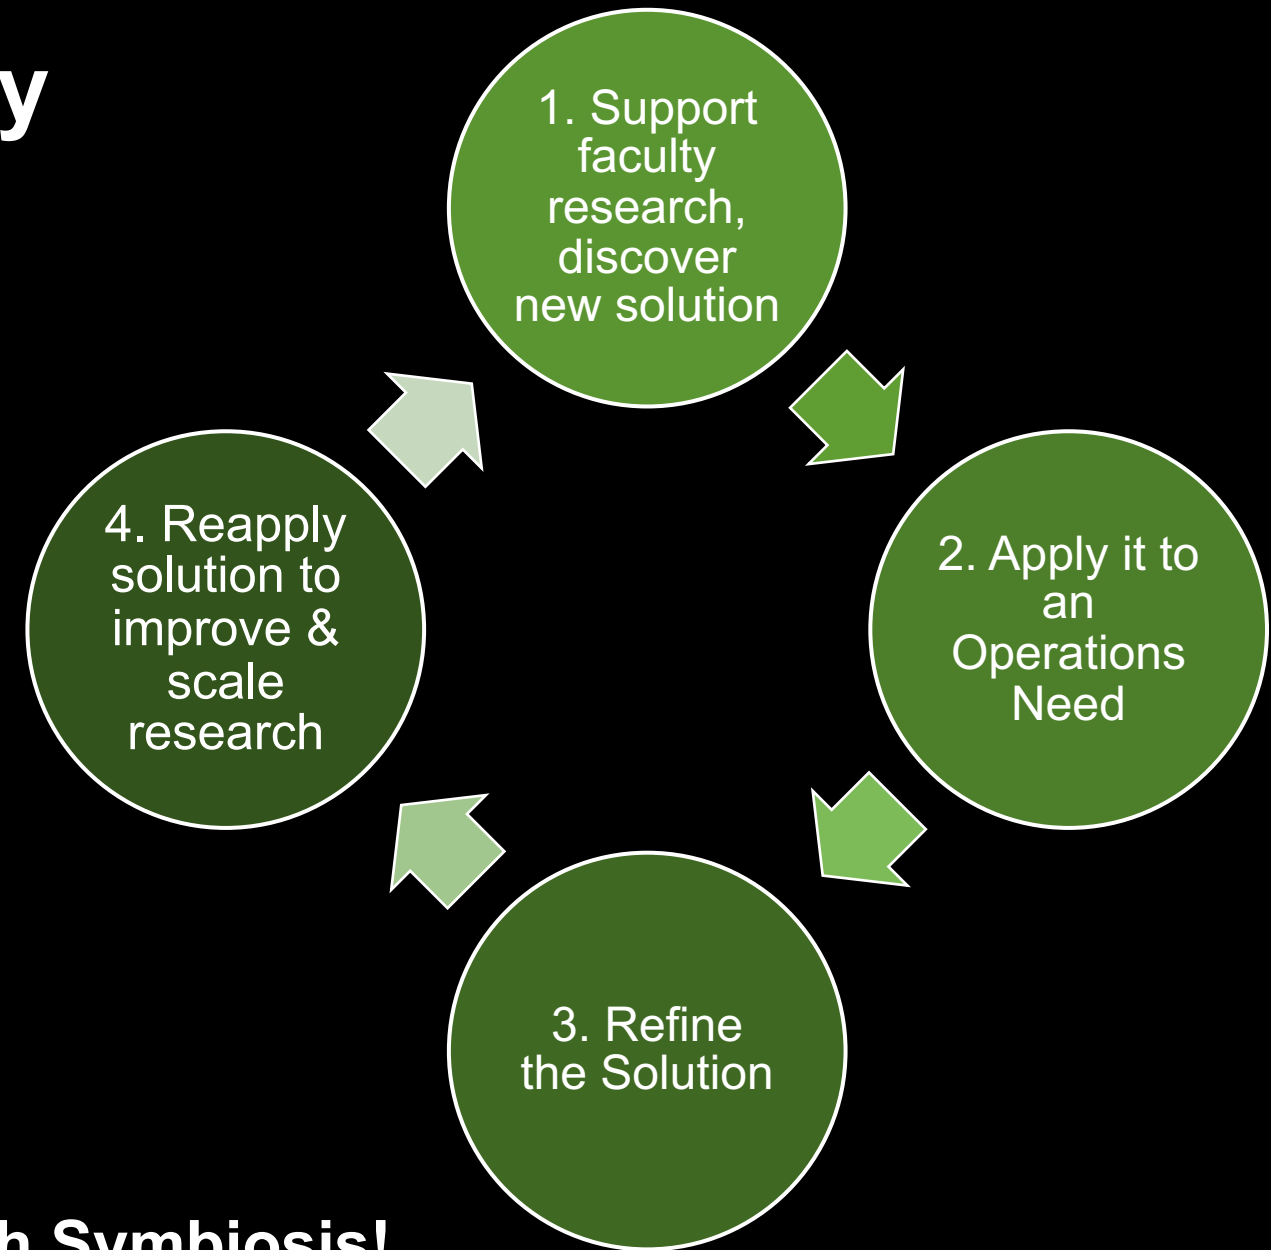 y
1. Support
faculty
research,
discover
new solution
2. Apply it to
an
Operations
Need
3. Refine
the Solution
4. Reapply
solution to
improve &
scale
research
h Symbiosis!